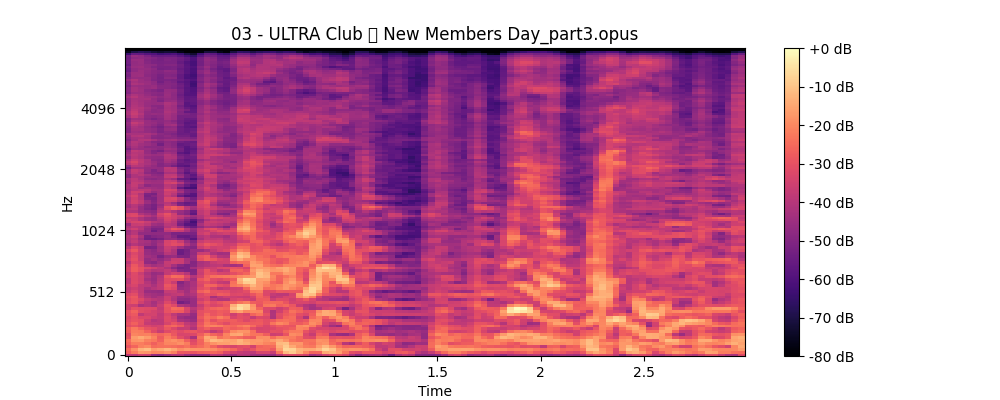 03 - ULTRA Club ▯ New Members Day_part3.opus
Hz
4096
2048
1024
512
0
0 0.5 1 1.5 2 2.5
Time
+0 dB
-10 dB
-20 dB
-30 dB
-40 dB
-50 dB
-60 dB
-70 dB
-80 dB